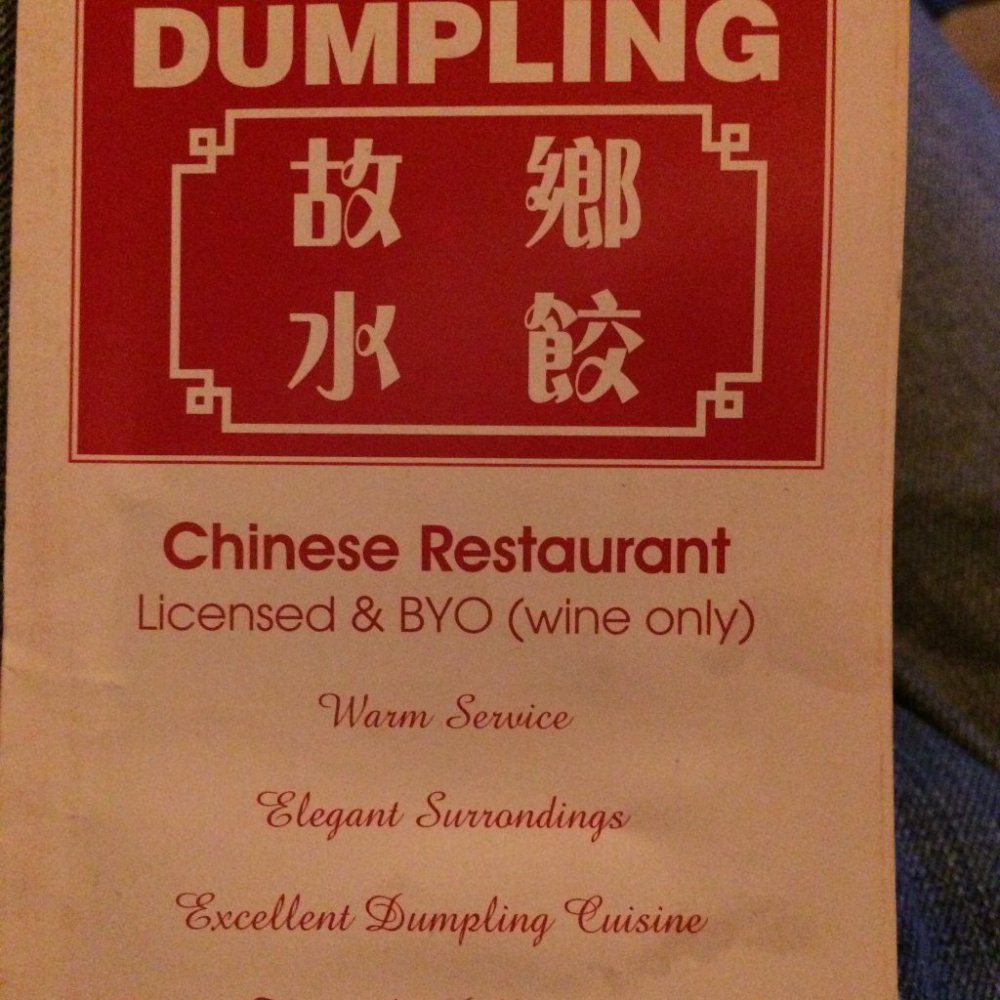 DUMPLING
故鄉
水餃
Chinese Restaurant
Licensed & BYO (wine only)
Warm Service
Elegant Surrondings
Excellent Dumpling Cuisine